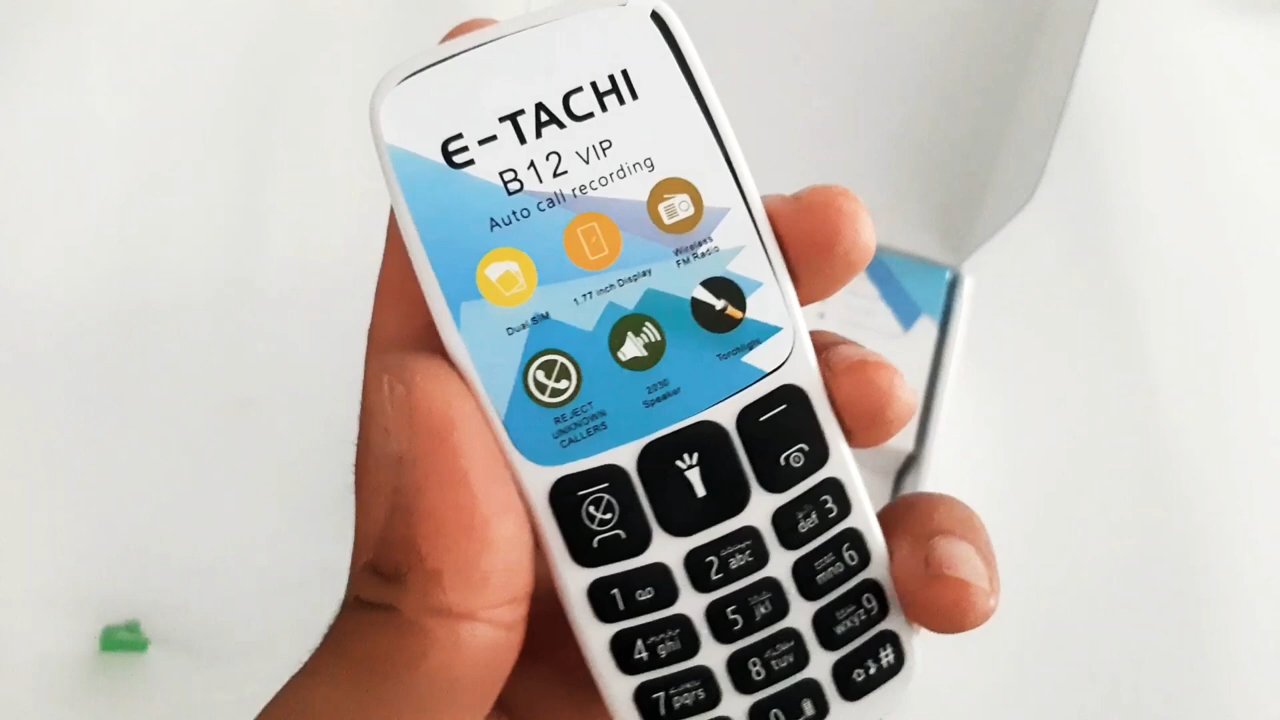 E-TACHI
B12 VIP
Auto call recording
Dual SIM
1.77 inch Display
Wireless
FM Radio
REJECT
UNKNOWN
CALLERS
2030
Speaker
Torchlight
1
2 abc
def 3
4 ghi
5 jkl
mno 6
7 pqrs
8 tuv
wxyz 9
0
#